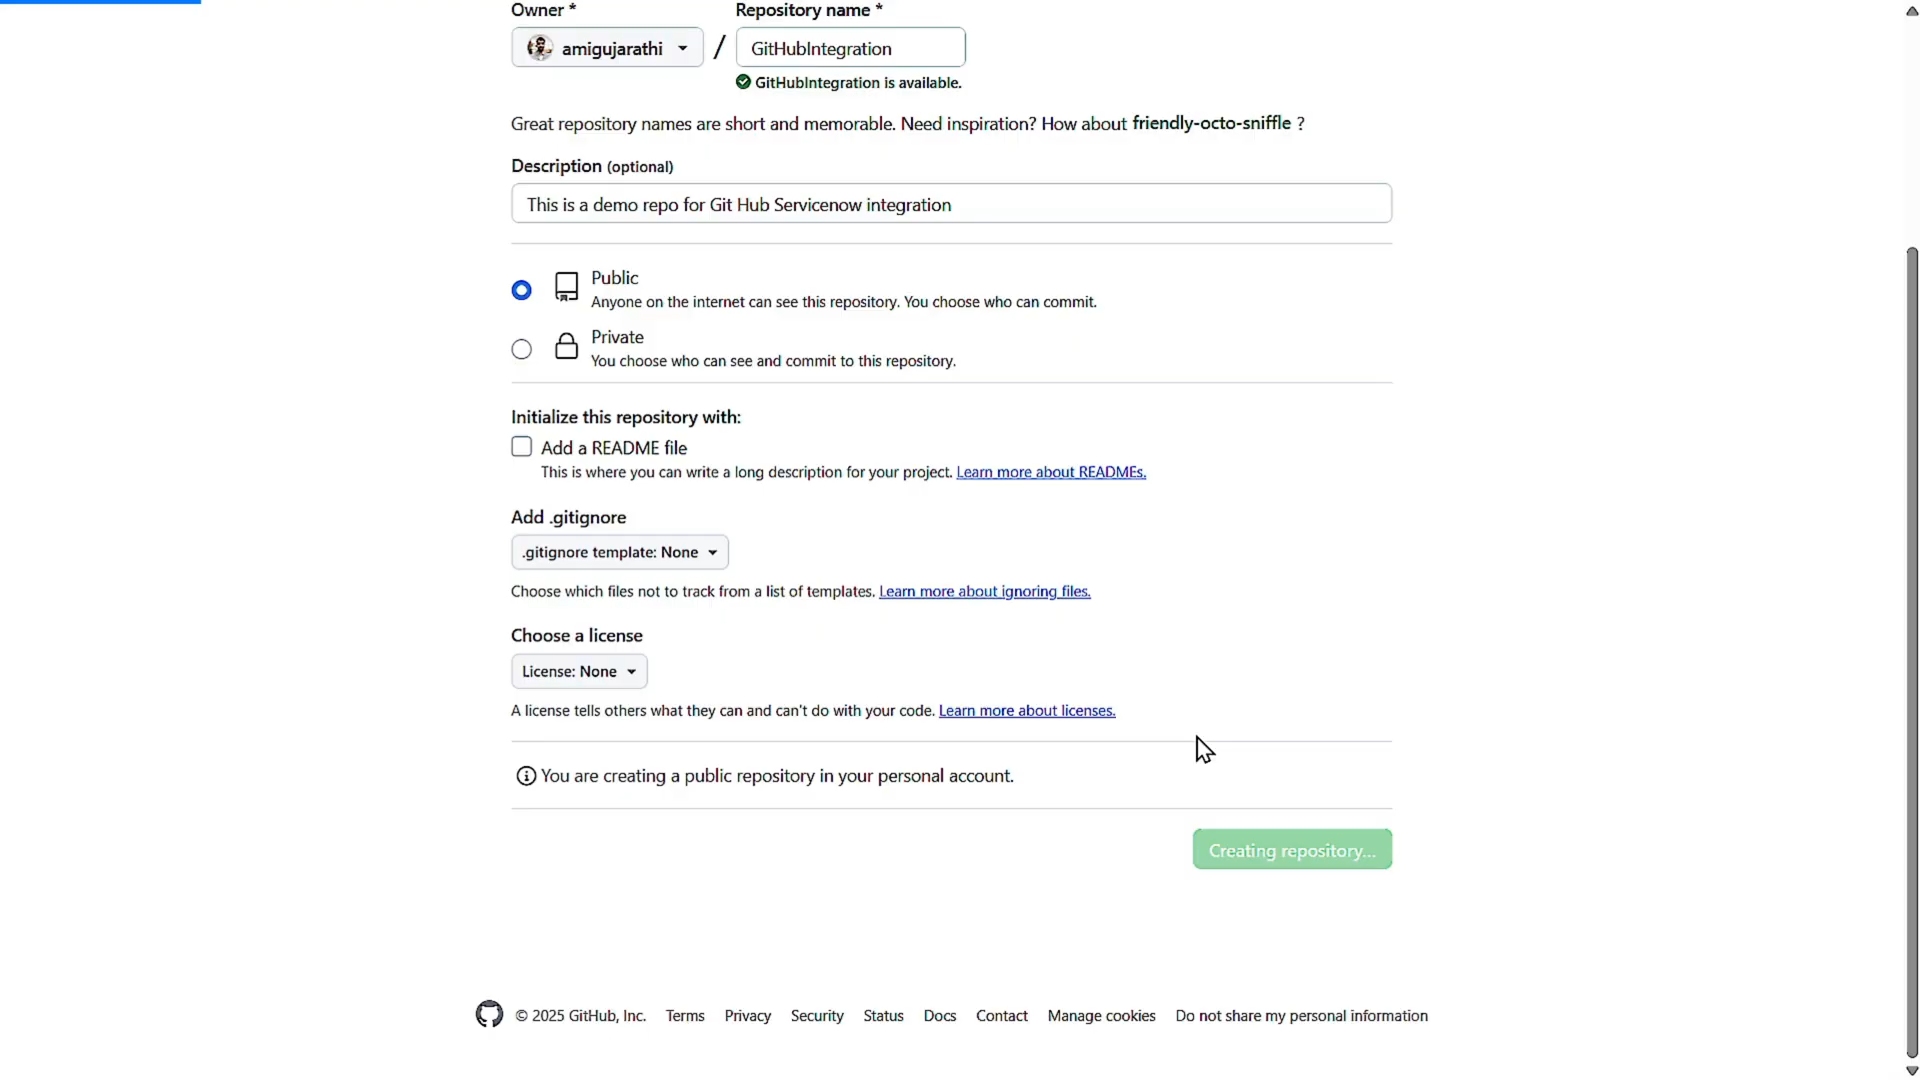 Owner * Repository name *
amigujarathi / GitHubIntegration
GitHubIntegration is available.
Great repository names are short and memorable. Need inspiration? How about friendly-octo-sniffle ?
Description (optional)
This is a demo repo for Git Hub Servicenow integration
Public
Anyone on the internet can see this repository. You choose who can commit.
Private
You choose who can see and commit to this repository.
Initialize this repository with:
Add a README file
This is where you can write a long description for your project. Learn more about READMEs.
Add .gitignore
.gitignore template: None
Choose which files not to track from a list of templates. Learn more about ignoring files.
Choose a license
License: None
A license tells others what they can and can't do with your code. Learn more about licenses.
You are creating a public repository in your personal account.
Creating repository...
© 2025 GitHub, Inc. Terms Privacy Security Status Docs Contact Manage cookies Do not share my personal information